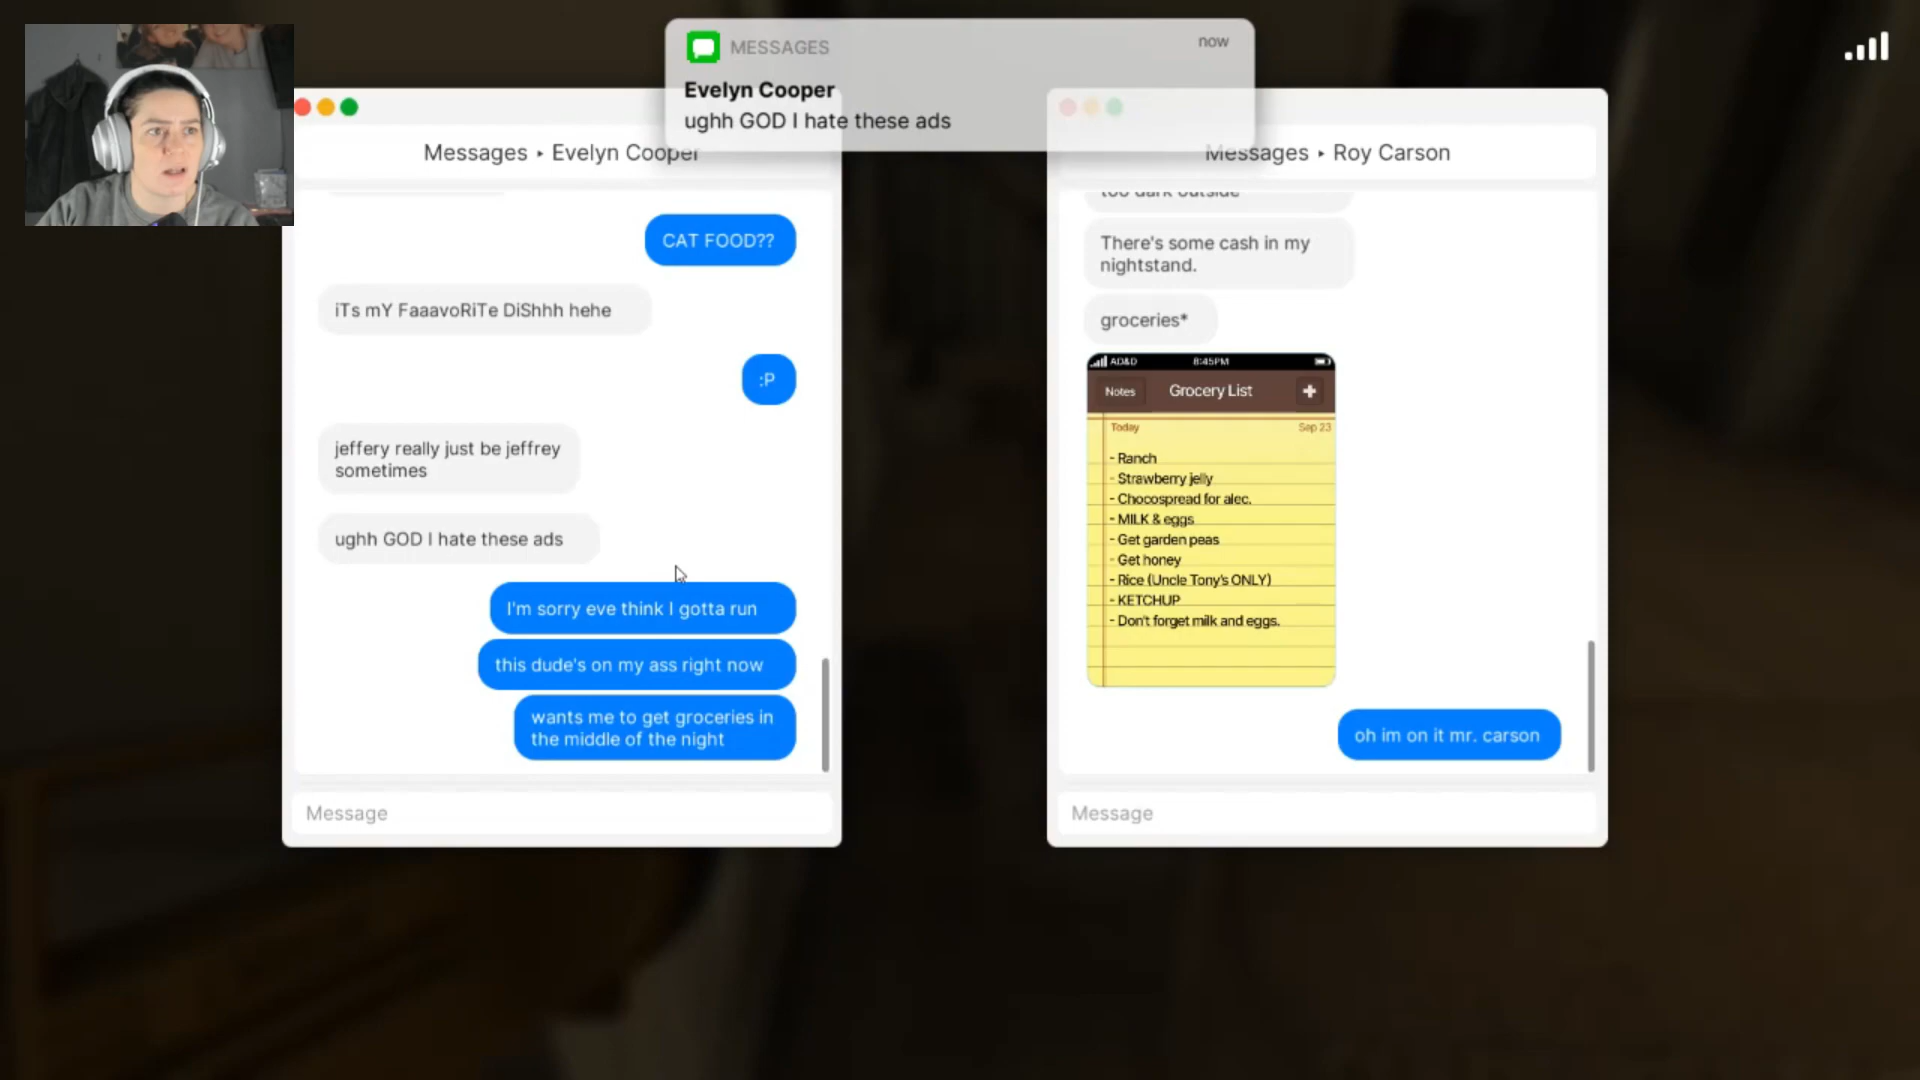 MESSAGES
now
Evelyn Cooper
ughh GOD I hate these ads
Messages ‣ Evelyn Cooper
CAT FOOD??
iTs mY FaaavoRiTe DiShhh hehe
:P
jeffery really just be jeffrey
sometimes
ughh GOD I hate these ads
I'm sorry eve think I gotta run
this dude's on my ass right now
wants me to get groceries in
the middle of the night
Message
Messages ‣ Roy Carson
too dark outside
There's some cash in my
nightstand.
groceries*
AD&D 8:45PM
Notes Grocery List
Today Sep 23
- Ranch
- Strawberry jelly
- Chocospread for alec.
- MILK & eggs
- Get garden peas
- Get honey
- Rice (Uncle Tony's ONLY)
- KETCHUP
- Don't forget milk and eggs.
oh im on it mr. carson
Message